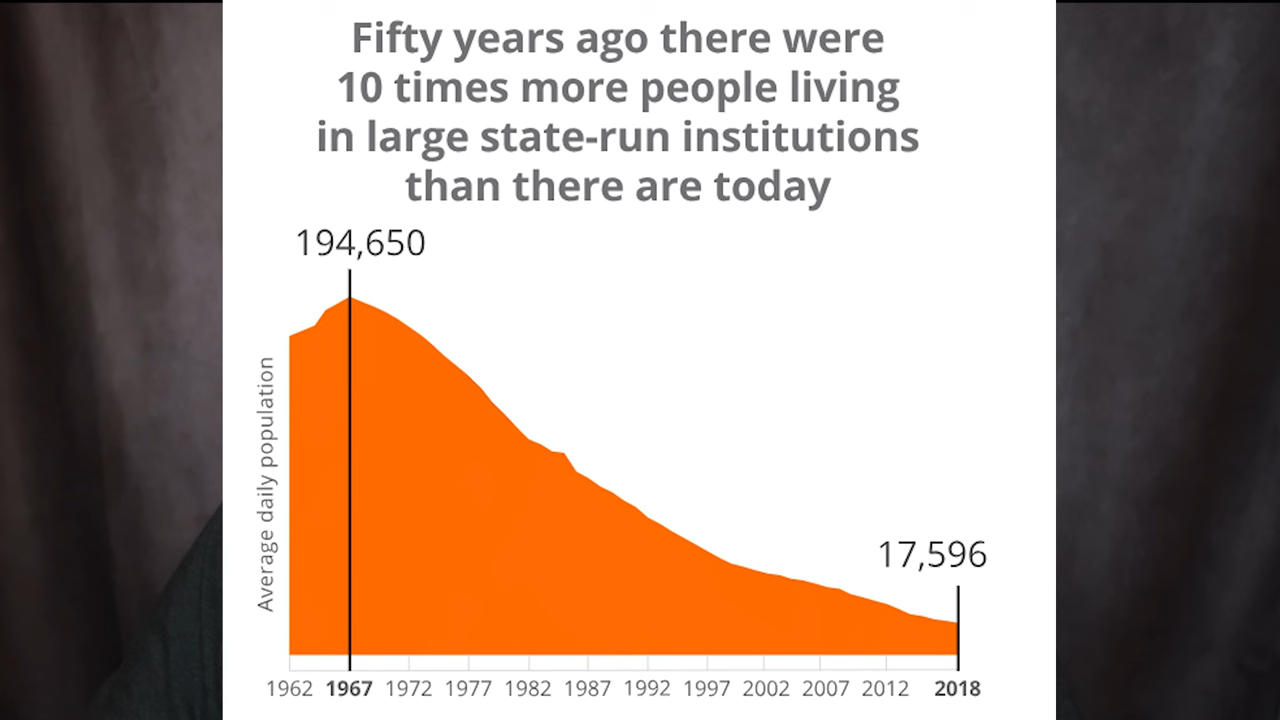 Fifty years ago there were
10 times more people living
in large state-run institutions
than there are today
194,650
Average daily population
17,596
1962 1967 1972 1977 1982 1987 1992 1997 2002 2007 2012 2018